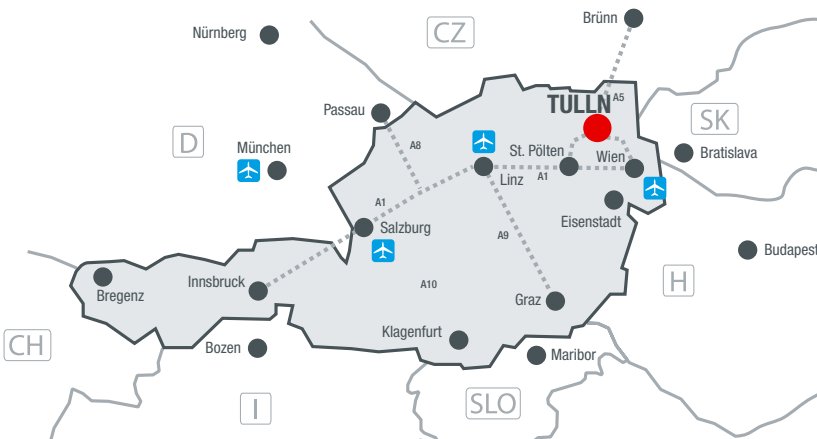 Brünn
CZ
Nürnberg
TULLN
A5
Passau
SK
D
München
A8
St. Pölten
Wien
Bratislava
Linz
A1
A1
Salzburg
Eisenstadt
A9
Budapest
Innsbruck
A10
H
Bregenz
Graz
Klagenfurt
CH
Bozen
Maribor
I
SLO